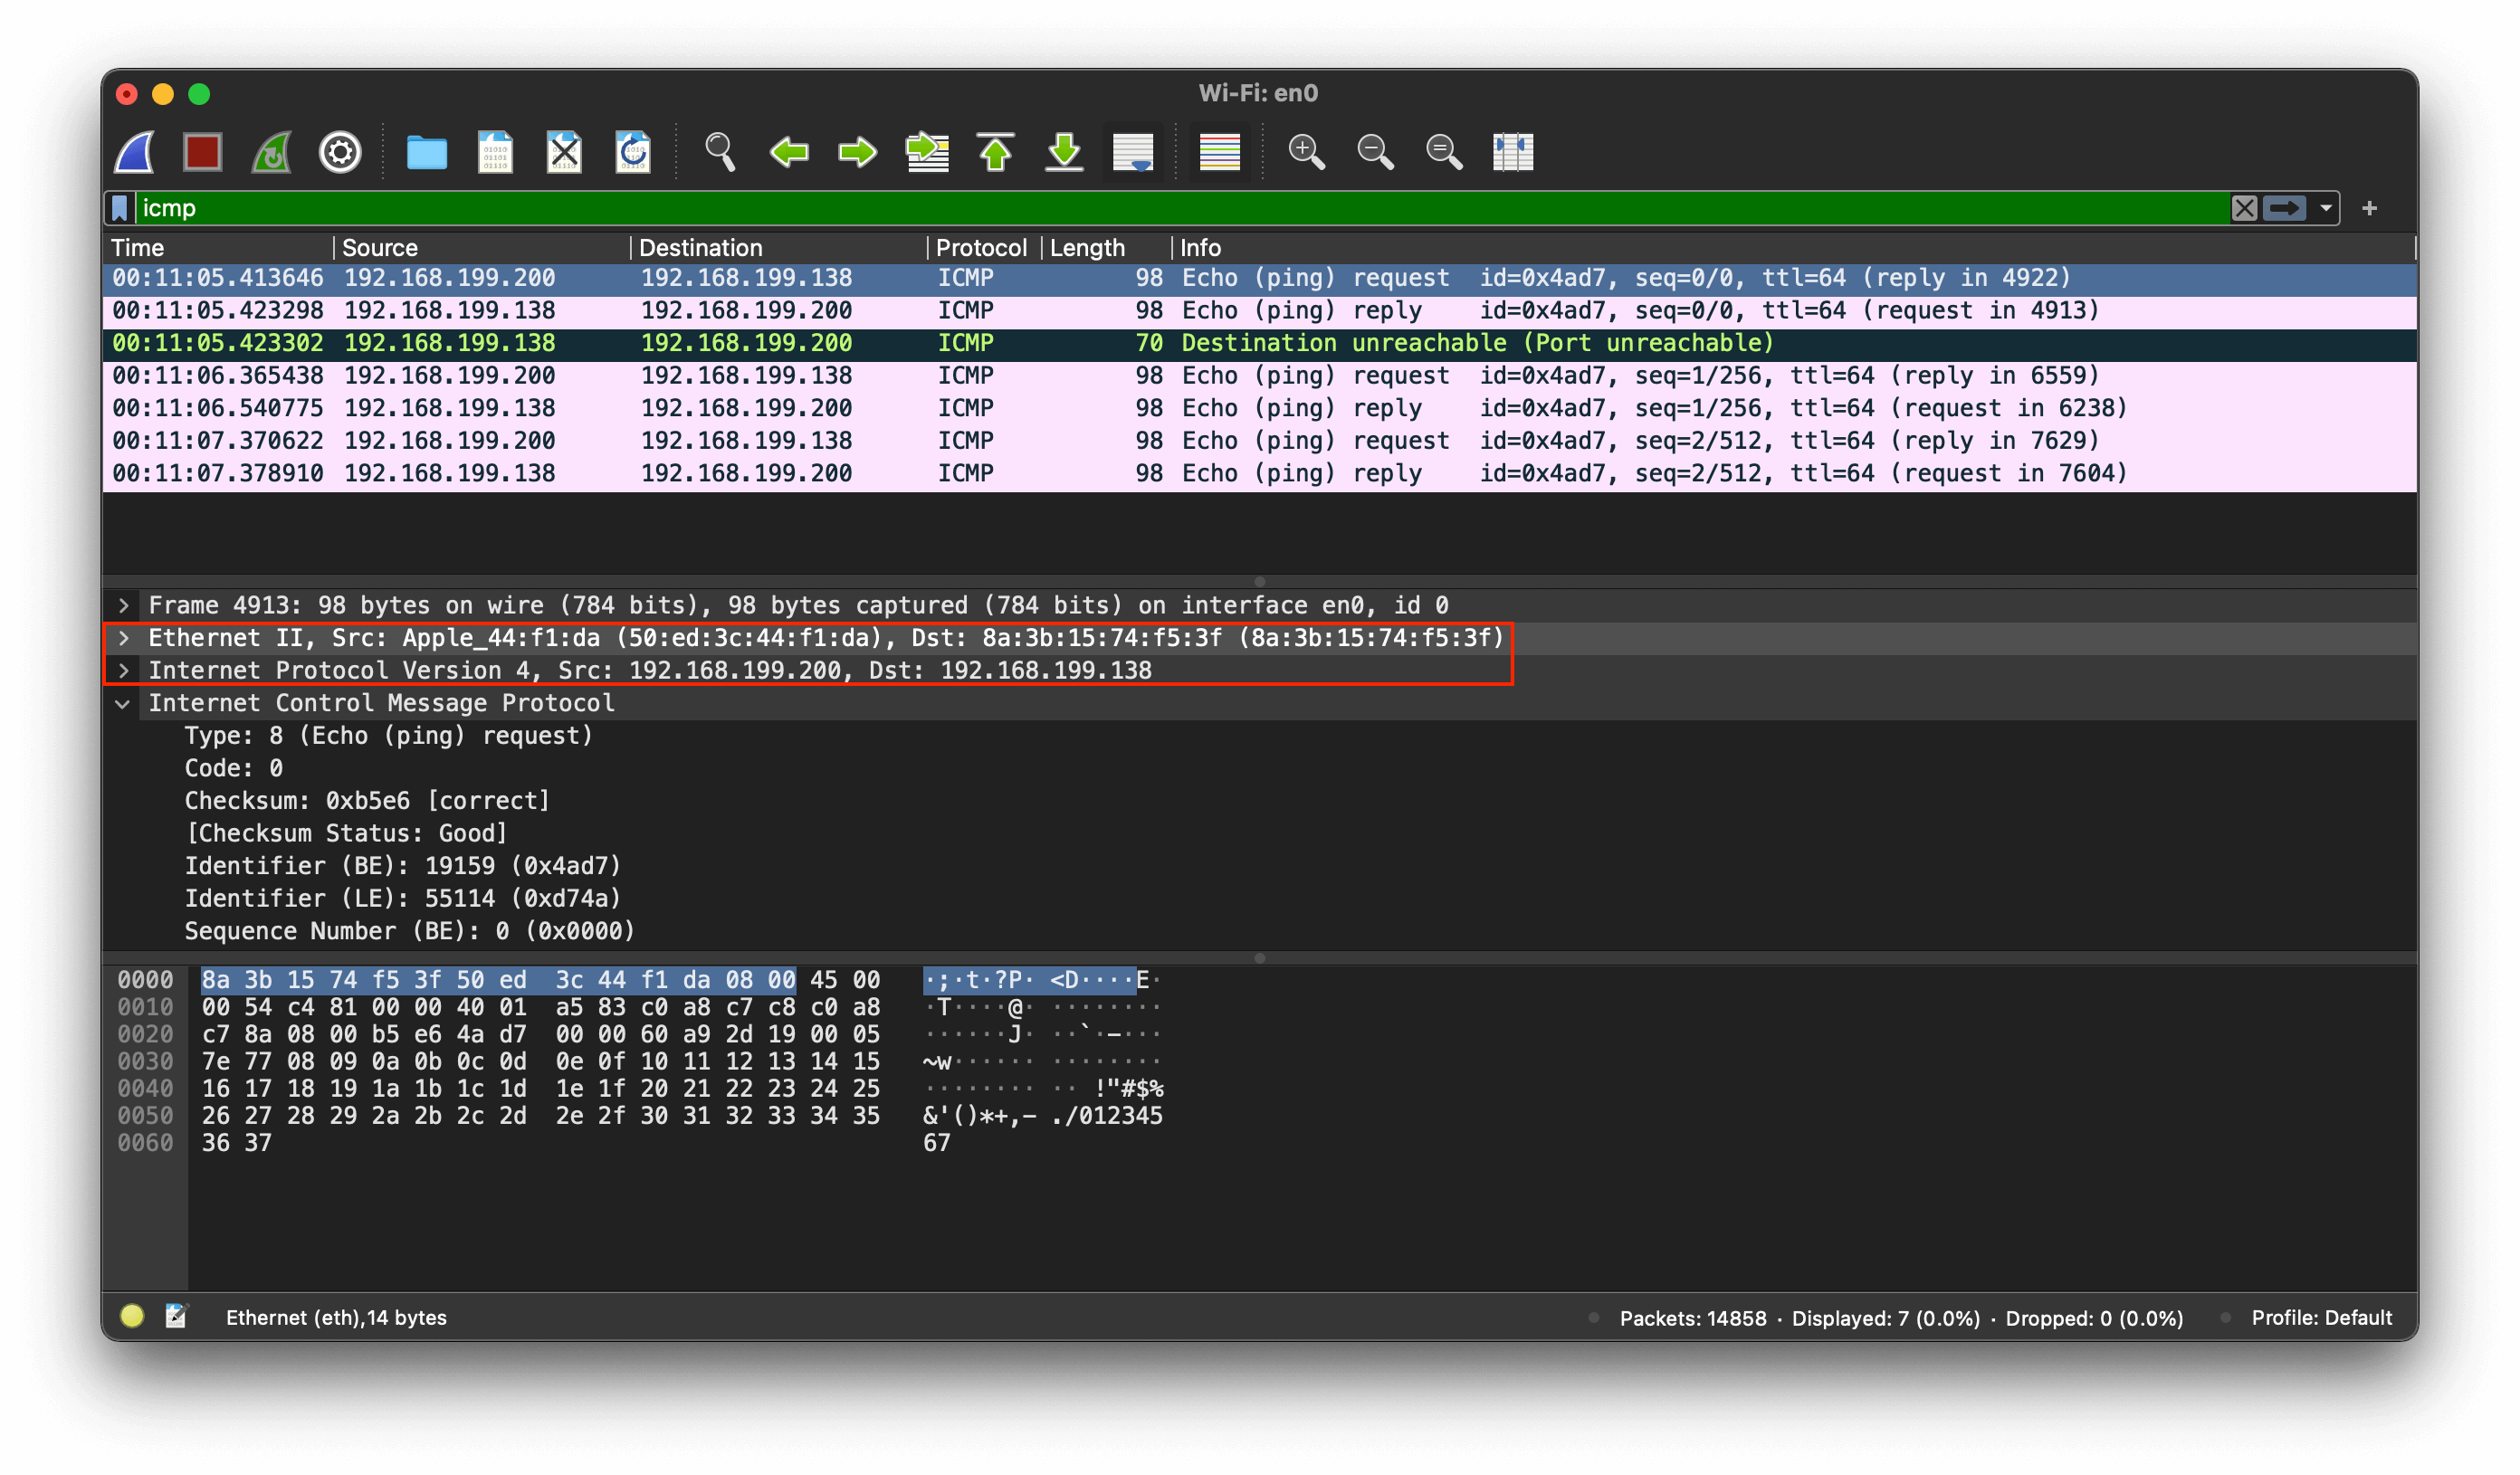 Wi-Fi: en0
icmp
Time Source Destination Protocol Length Info
00:11:05.413646 192.168.199.200 192.168.199.138 ICMP 98 Echo (ping) request id=0x4ad7, seq=0/0, ttl=64 (reply in 4922)
00:11:05.423298 192.168.199.138 192.168.199.200 ICMP 98 Echo (ping) reply id=0x4ad7, seq=0/0, ttl=64 (request in 4913)
00:11:05.423302 192.168.199.138 192.168.199.200 ICMP 70 Destination unreachable (Port unreachable)
00:11:06.365438 192.168.199.200 192.168.199.138 ICMP 98 Echo (ping) request id=0x4ad7, seq=1/256, ttl=64 (reply in 6559)
00:11:06.540775 192.168.199.138 192.168.199.200 ICMP 98 Echo (ping) reply id=0x4ad7, seq=1/256, ttl=64 (request in 6238)
00:11:07.370622 192.168.199.200 192.168.199.138 ICMP 98 Echo (ping) request id=0x4ad7, seq=2/512, ttl=64 (reply in 7629)
00:11:07.378910 192.168.199.138 192.168.199.200 ICMP 98 Echo (ping) reply id=0x4ad7, seq=2/512, ttl=64 (request in 7604)
Frame 4913: 98 bytes on wire (784 bits), 98 bytes captured (784 bits) on interface en0, id 0
Ethernet II, Src: Apple_44:f1:da (50:ed:3c:44:f1:da), Dst: 8a:3b:15:74:f5:3f (8a:3b:15:74:f5:3f)
Internet Protocol Version 4, Src: 192.168.199.200, Dst: 192.168.199.138
Internet Control Message Protocol
Type: 8 (Echo (ping) request)
Code: 0
Checksum: 0xb5e6 [correct]
[Checksum Status: Good]
Identifier (BE): 19159 (0x4ad7)
Identifier (LE): 55114 (0xd74a)
Sequence Number (BE): 0 (0x0000)
0000 8a 3b 15 74 f5 3f 50 ed 3c 44 f1 da 08 00 45 00 ·;·t·?P· <D····E·
0010 00 54 c4 81 00 00 40 01 a5 83 c0 a8 c7 c8 c0 a8 ·T····@· ········
0020 c7 8a 08 00 b5 e6 4a d7 00 00 60 a9 2d 19 00 05 ······J· ··`·-···
0030 7e 77 08 09 0a 0b 0c 0d 0e 0f 10 11 12 13 14 15 ~w······ ········
0040 16 17 18 19 1a 1b 1c 1d 1e 1f 20 21 22 23 24 25 ········ ·· !"#$%
0050 26 27 28 29 2a 2b 2c 2d 2e 2f 30 31 32 33 34 35 &'()*+,- ./012345
0060 36 37 67
Ethernet (eth),14 bytes Packets: 14858 · Displayed: 7 (0.0%) · Dropped: 0 (0.0%) Profile: Default